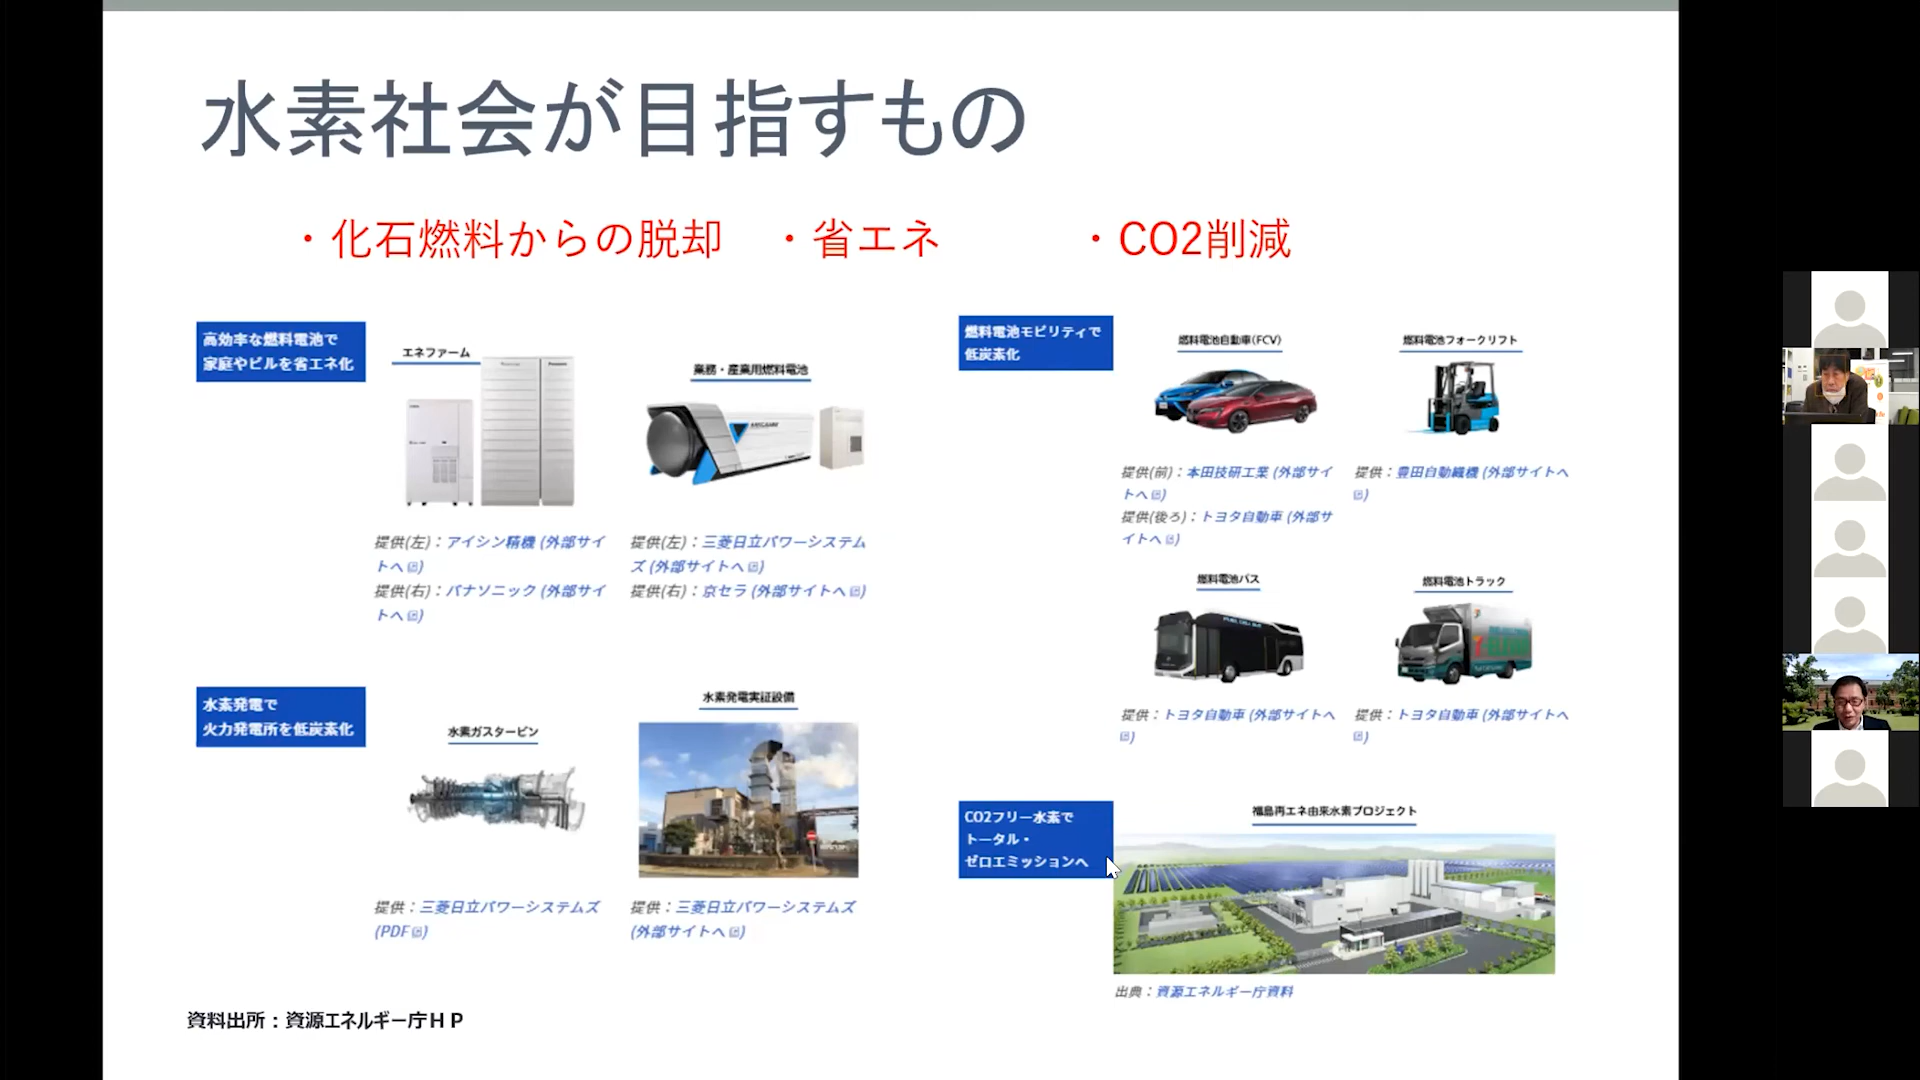 水素社会が目指すもの
・化石燃料からの脱却 ・省エネ ・CO2削減
高効率な燃料電池で
家庭やビルを省エネ化
エネファーム
業務・産業用燃料電池
提供(左)：アイシン精機 (外部サイ
トへ)
提供(右)：パナソニック (外部サイ
トへ)
提供(左)：三菱日立パワーシステム
ズ (外部サイトへ)
提供(右)：京セラ (外部サイトへ)
水素発電で
火力発電所を低炭素化
水素ガスタービン
水素発電実証設備
提供：三菱日立パワーシステムズ
(PDF)
提供：三菱日立パワーシステムズ
(外部サイトへ)
燃料電池モビリティで
低炭素化
燃料電池自動車(FCV)
燃料電池フォークリフト
提供(前)：本田技研工業 (外部サイ
トへ)
提供(後ろ)：トヨタ自動車 (外部サ
イトへ)
提供：豊田自動織機 (外部サイトへ
)
燃料電池バス
燃料電池トラック
FUEL CELL BUS
提供：トヨタ自動車 (外部サイトへ
)
提供：トヨタ自動車 (外部サイトへ
)
CO2フリー水素で
トータル・
ゼロエミッションへ
福島再エネ由来水素プロジェクト
出典：資源エネルギー庁資料
資料出所：資源エネルギー庁ＨＰ